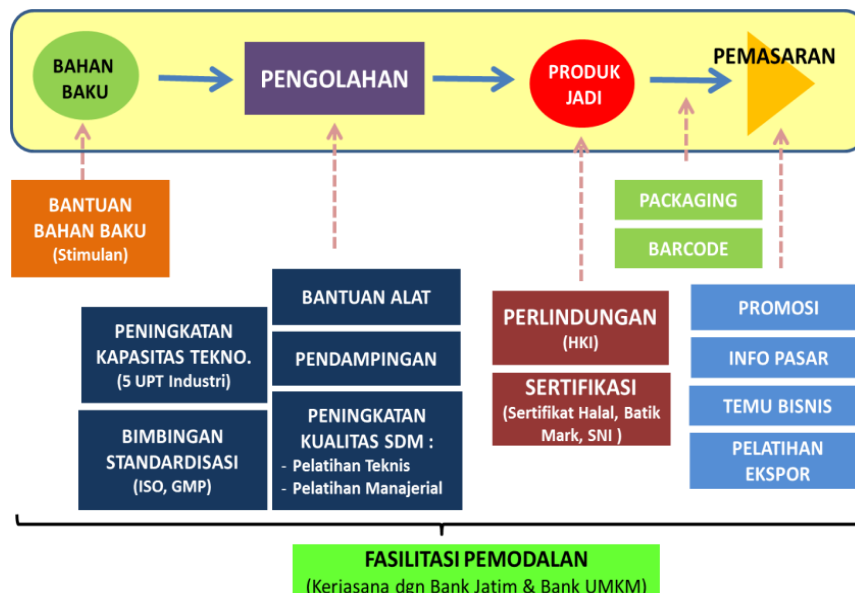 BAHAN
BAKU
PENGOLAHAN
PRODUK
JADI
PEMASARAN
BANTUAN
BAHAN BAKU
(Stimulan)
PACKAGING
BARCODE
BANTUAN ALAT
PENDAMPINGAN
PENINGKATAN
KUALITAS SDM :
- Pelatihan Teknis
- Pelatihan Manajerial
PENINGKATAN
KAPASITAS TEKNO.
(5 UPT Industri)
BIMBINGAN
STANDARDISASI
(ISO, GMP)
PERLINDUNGAN
(HKI)
SERTIFIKASI
(Sertifikat Halal, Batik
Mark, SNI )
PROMOSI
INFO PASAR
TEMU BISNIS
PELATIHAN
EKSPOR
FASILITASI PEMODALAN
(Kerjasana dgn Bank Jatim & Bank UMKM)